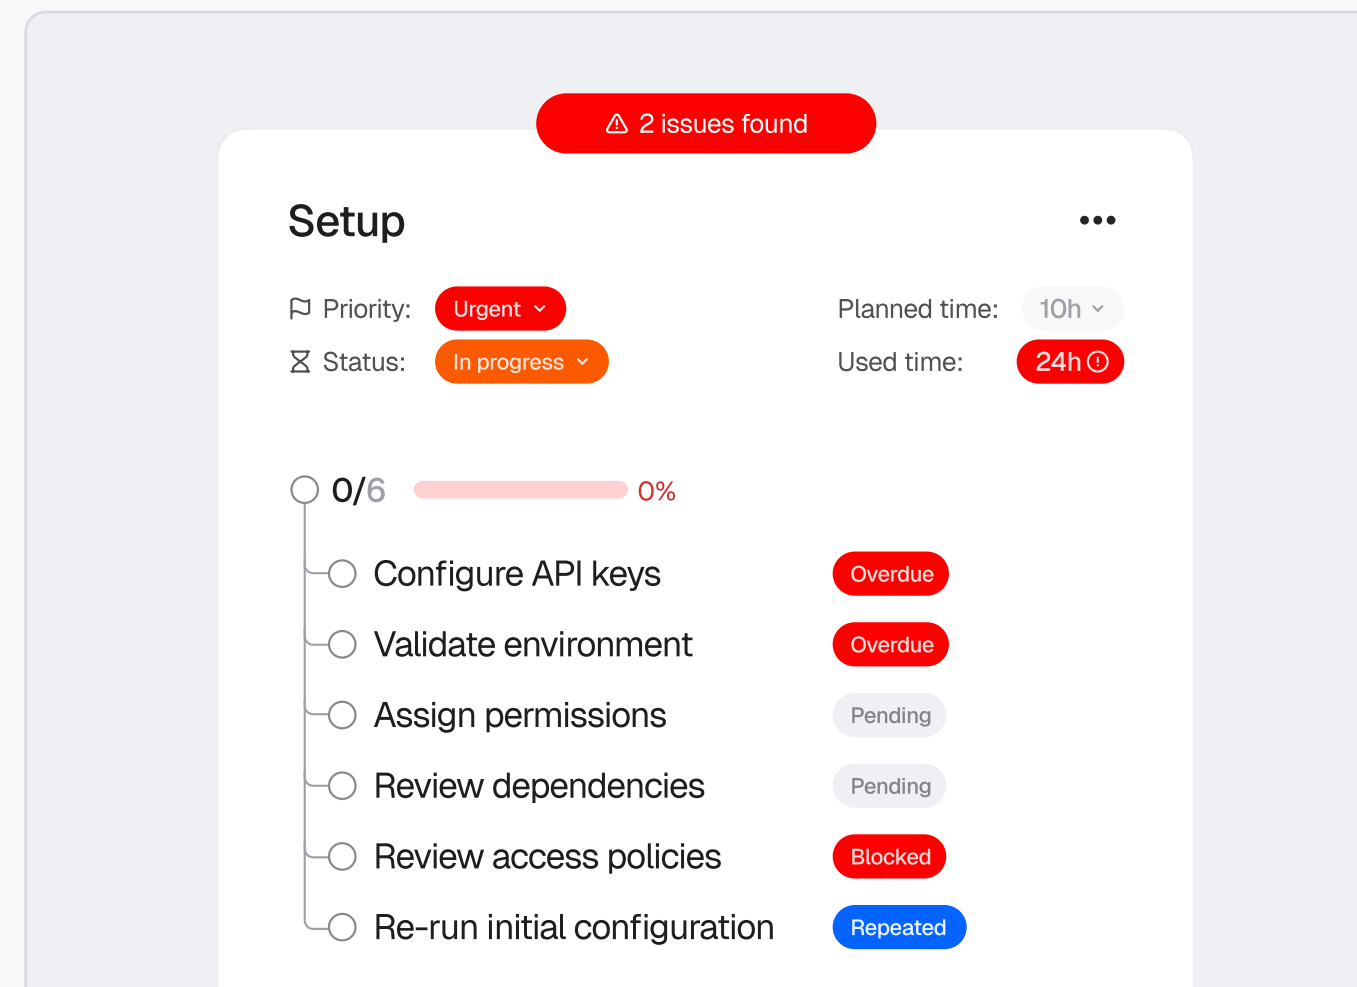 2 issues found
Setup
Priority: Urgent
Planned time: 10h
Status: In progress
Used time: 24h
0/6 0%
Configure API keys Overdue
Validate environment Overdue
Assign permissions Pending
Review dependencies Pending
Review access policies Blocked
Re-run initial configuration Repeated